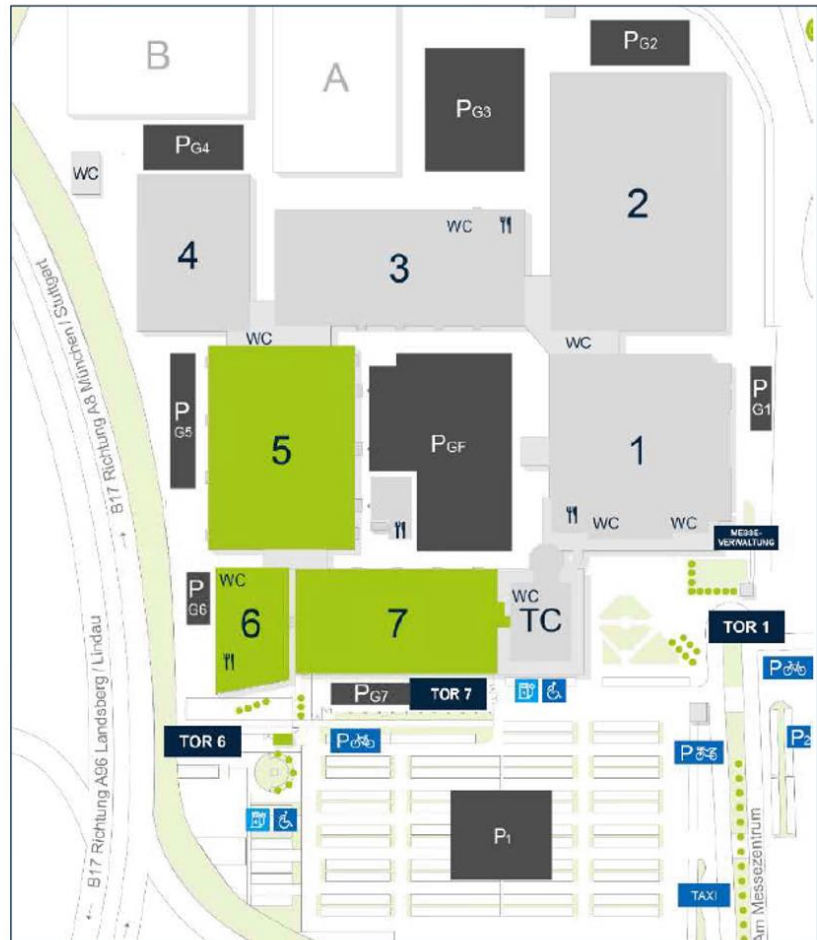 B
A
PG2
PG3
PG4
WC
2
4
3
WC
WC
WC
B17 Richtung A8 München / Stuttgart
P
G5
5
PGF
1
P
G1
WC
WC
MESSE-
VERWALTUNG
P
G6
WC
6
7
WC
TC
TOR 1
B17 Richtung A96 Landsberg / Lindau
PG7
TOR 7
P
TOR 6
P
P
P2
P1
TAXI
Am Messezentrum